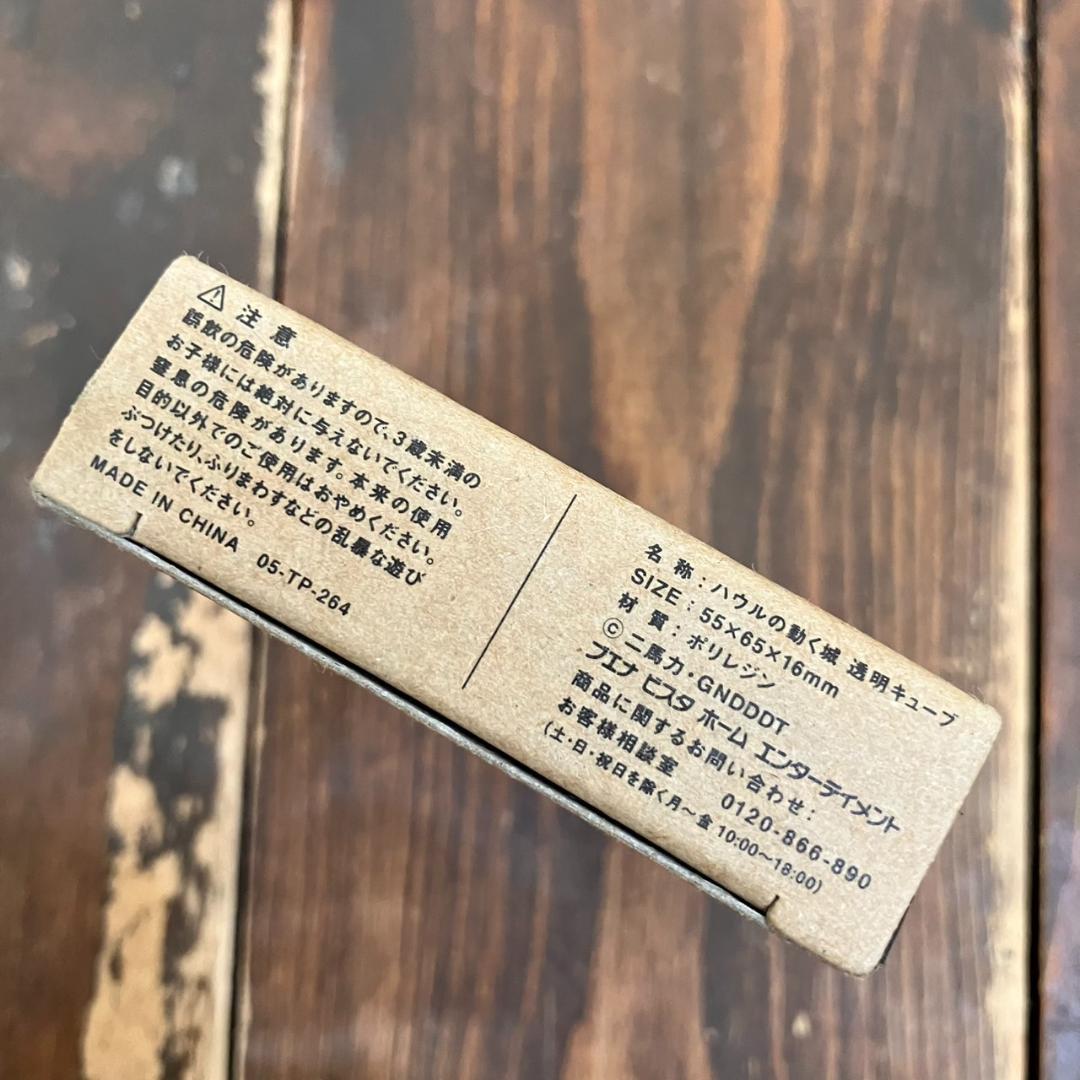 ⚠ 注意
誤飲の危険がありますので、3歳未満の
お子様には絶対に与えないでください。
窒息の危険があります。本来の使用
目的以外でのご使用はおやめください。
ぶつけたり、ふりまわすなどの乱暴な遊び
をしないでください。
MADE IN CHINA 05-TP-264
名称：ハウルの動く城 透明キューブ
SIZE：55×65×16mm
材質：ポリレジン
©二馬力・GNDDDT
ブエナ ビスタ ホーム エンターテイメント
商品に関するお問い合わせ：
お客様相談室 0120-866-890
(土・日・祝日を除く月～金 10:00～18:00)